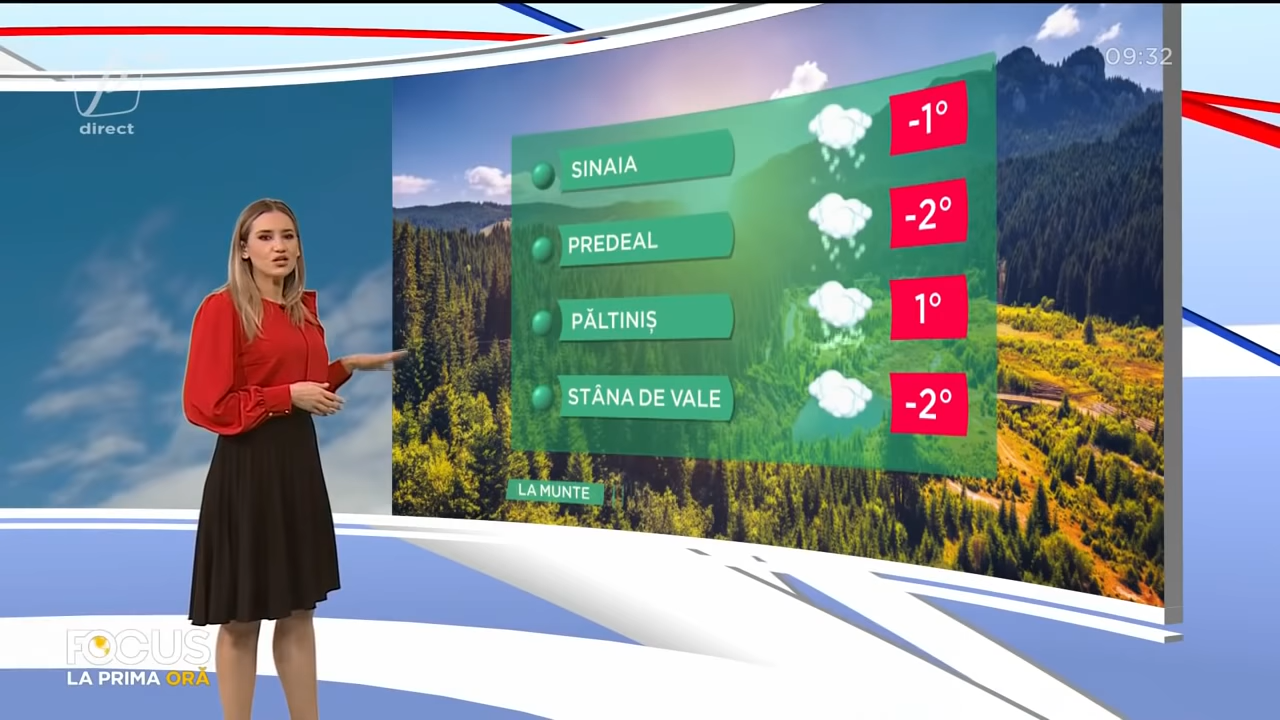 09:32
direct
SINAIA
-1°
PREDEAL
-2°
PĂLTINIȘ
1°
STÂNA DE VALE
-2°
LA MUNTE
FOCUS
LA PRIMA ORĂ